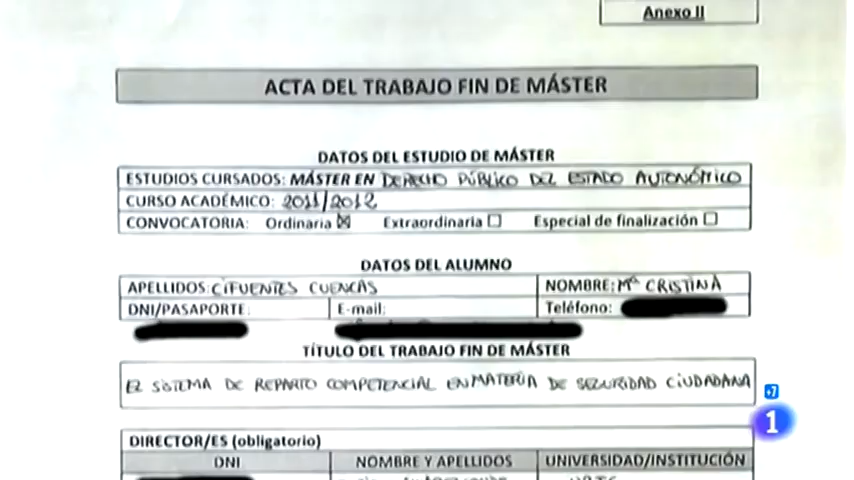 Anexo II
ACTA DEL TRABAJO FIN DE MÁSTER
DATOS DEL ESTUDIO DE MÁSTER
ESTUDIOS CURSADOS: MÁSTER EN DERECHO PÚBLICO DEL ESTADO AUTONÓMICO
CURSO ACADÉMICO: 2011/2012
CONVOCATORIA: Ordinaria ☒ Extraordinaria ☐ Especial de finalización ☐
DATOS DEL ALUMNO
APELLIDOS: CIFUENTES CUENCAS NOMBRE: Mª CRISTINA
DNI/PASAPORTE: E-mail: Teléfono:
TÍTULO DEL TRABAJO FIN DE MÁSTER
EL SISTEMA DE REPARTO COMPETENCIAL EN MATERIA DE SEGURIDAD CIUDADANA
+7
1
DIRECTOR/ES (obligatorio)
DNI NOMBRE Y APELLIDOS UNIVERSIDAD/INSTITUCIÓN